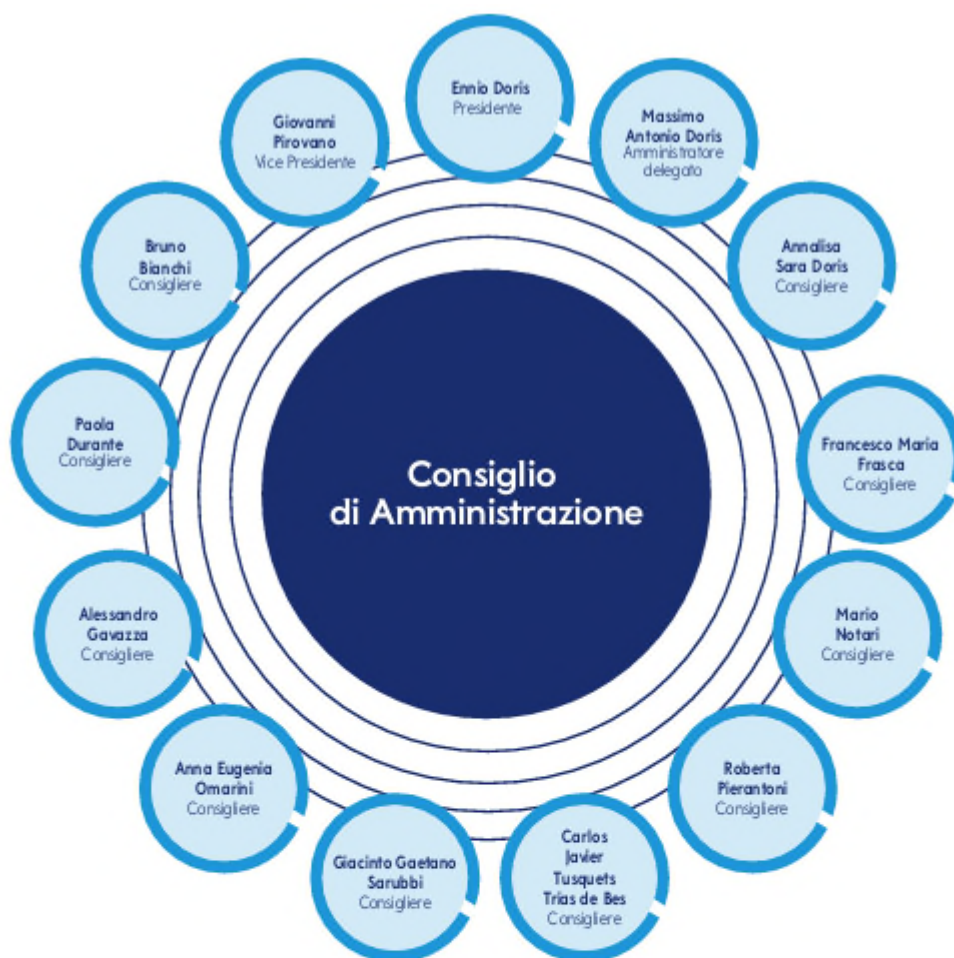 Ennio Doris
Presidente
Massimo
Antonio Doris
Amministratore
delegato
Giovanni
Pirovano
Vice Presidente
Bruno
Bianchi
Consigliere
Annalisa
Sara Doris
Consigliere
Paola
Durante
Consigliere
Francesco Maria
Frasca
Consigliere
Consiglio
di Amministrazione
Alessandro
Gavazza
Consigliere
Mario
Notari
Consigliere
Anna Eugenia
Omarini
Consigliere
Roberta
Pierantoni
Consigliere
Giacinto Gaetano
Sarubbi
Consigliere
Carlos
Javier
Tusquets
Trias de Bes
Consigliere